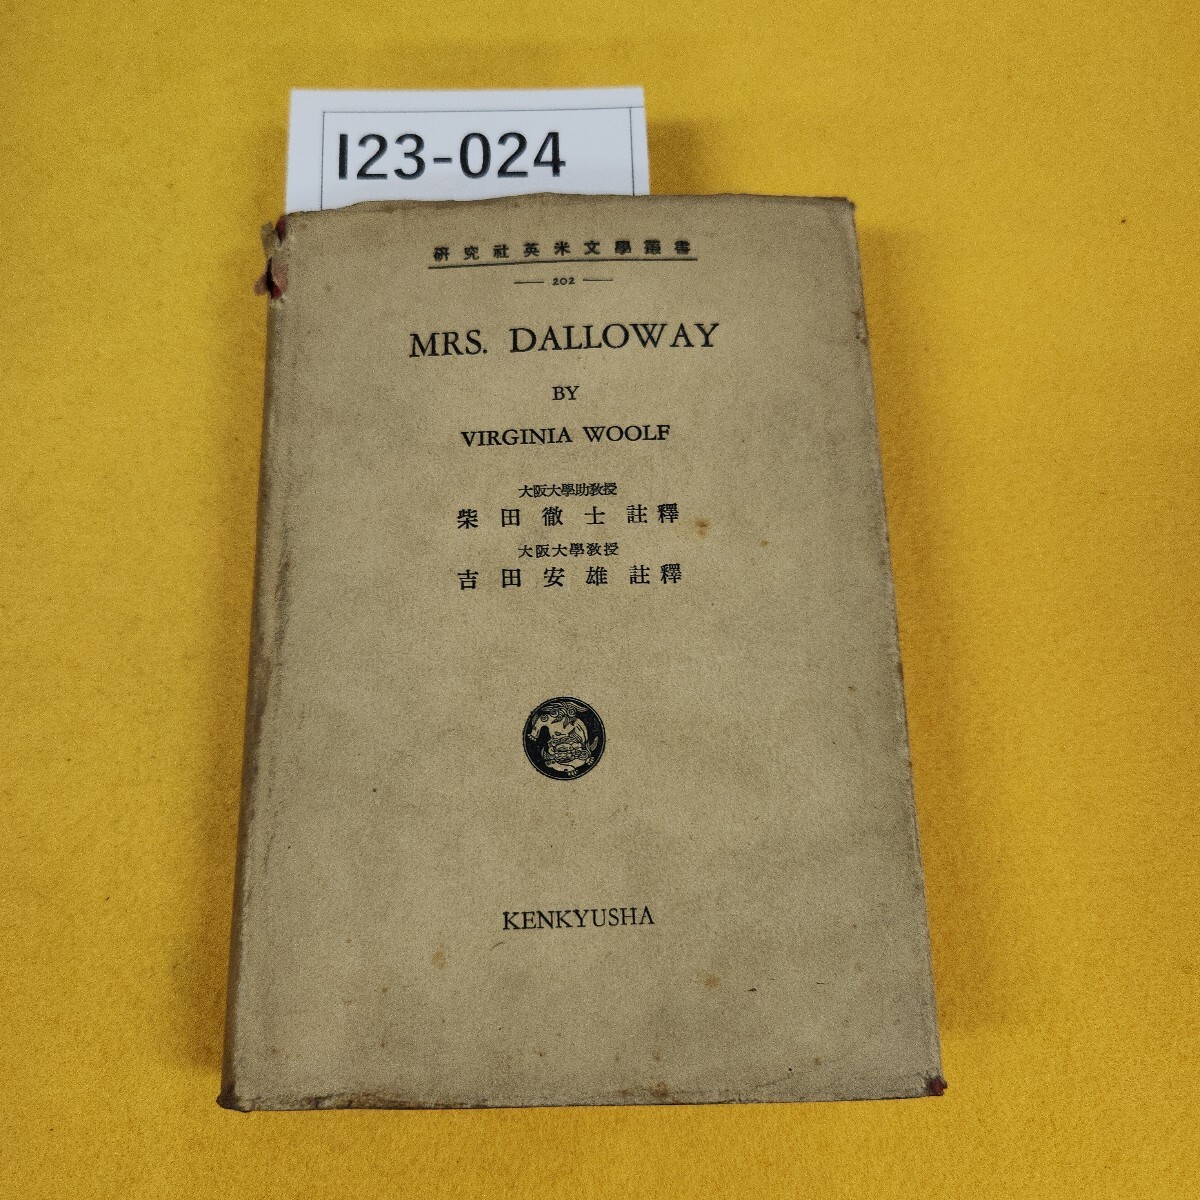 I23-024
研究社英米文學叢書
202
MRS. DALLOWAY
BY
VIRGINIA WOOLF
大阪大學助教授
柴田徹士註釋
大阪大學教授
吉田安雄註釋
KENKYUSHA